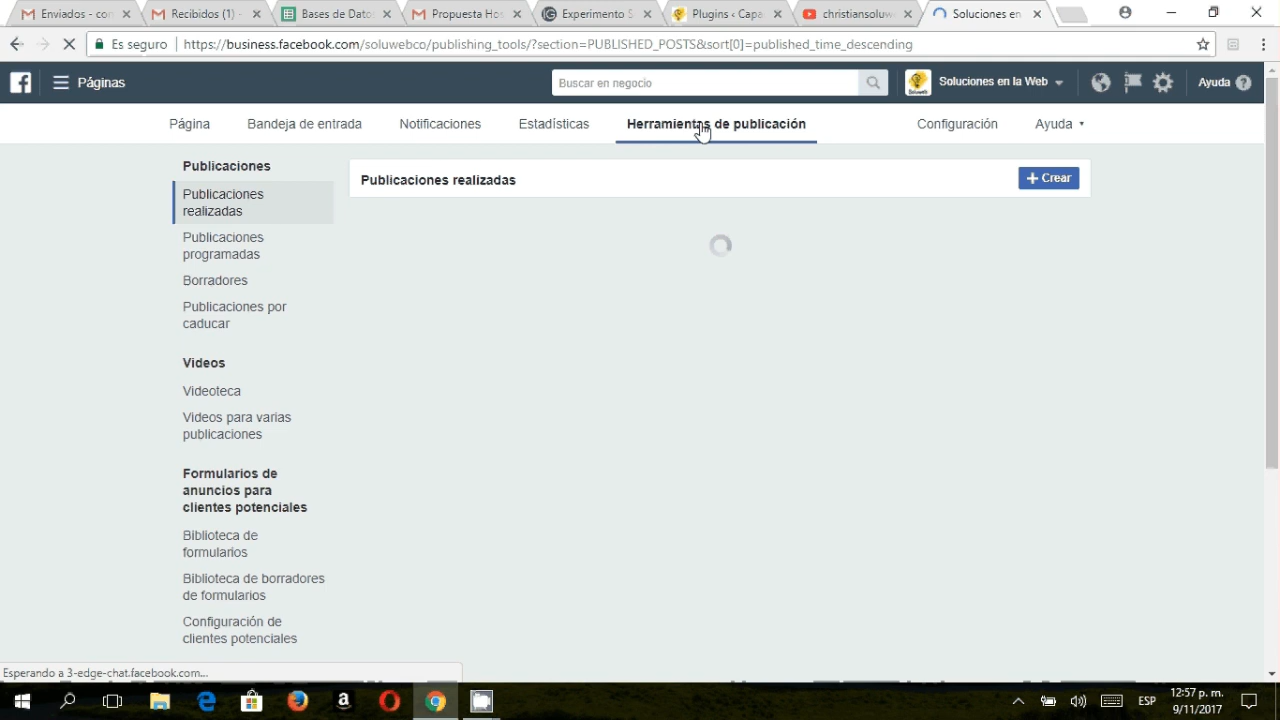 Enviados - con
Recibidos (1) -
Bases de Datos
Propuesta Hos
Experimento S
Plugins ‹ Capa
christiansoluw
Soluciones en
Es seguro
https://business.facebook.com/soluwebco/publishing_tools/?section=PUBLISHED_POSTS&sort[0]=published_time_descending
Páginas
Buscar en negocio
Soluciones en la Web
Ayuda
Página
Bandeja de entrada
Notificaciones
Estadísticas
Herramientas de publicación
Configuración
Ayuda
Publicaciones
Publicaciones
realizadas
Publicaciones
programadas
Borradores
Publicaciones por
caducar
Videos
Videoteca
Videos para varias
publicaciones
Formularios de
anuncios para
clientes potenciales
Biblioteca de
formularios
Biblioteca de borradores
de formularios
Configuración de
clientes potenciales
Publicaciones realizadas
+ Crear
Esperando a 3-edge-chat.facebook.com...
ESP
12:57 p. m.
9/11/2017